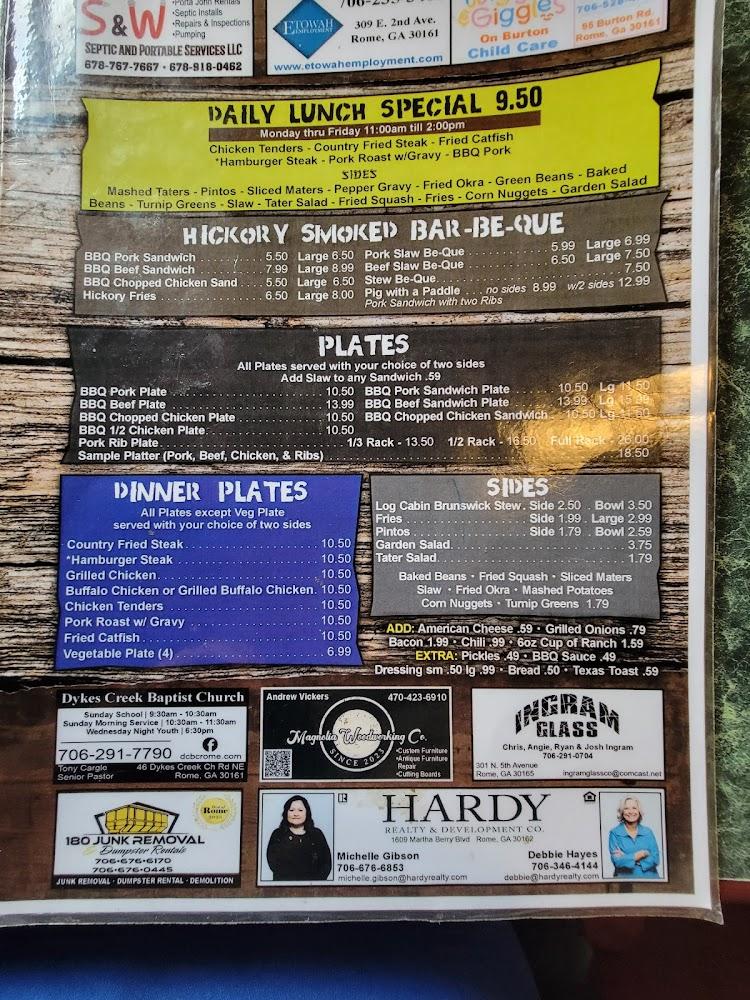 S&W
•Porta John Rentals
•Septic Installs
•Repairs & Inspections
•Pumping
SEPTIC AND PORTABLE SERVICES LLC
678-767-7667 • 678-918-0462
ETOWAH
EMPLOYMENT
309 E. 2nd Ave.
Rome, GA 30161
www.etowahemployment.com
Giggles
On Burton
Child Care
95 Burton Rd.
Rome, Ga 30161
DAILY LUNCH SPECIAL 9.50
Monday thru Friday 11:00am till 2:00pm
Chicken Tenders - Country Fried Steak - Fried Catfish
*Hamburger Steak - Pork Roast w/Gravy - BBQ Pork
SIDES
Mashed Taters - Pintos - Sliced Maters - Pepper Gravy - Fried Okra - Green Beans - Baked
Beans - Turnip Greens - Slaw - Tater Salad - Fried Squash - Fries - Corn Nuggets - Garden Salad
HICKORY SMOKED BAR-BE-QUE
BBQ Pork Sandwich 5.50 Large 6.50
BBQ Beef Sandwich 7.99 Large 8.99
BBQ Chopped Chicken Sand 5.50 Large 6.50
Hickory Fries 6.50 Large 8.00
Pork Slaw Be-Que 5.99 Large 6.99
Beef Slaw Be-Que 6.50 Large 7.50
Stew Be-Que 7.50
Pig with a Paddle no sides 8.99 w/2 sides 12.99
Pork Sandwich with two Ribs
PLATES
All Plates served with your choice of two sides
Add Slaw to any Sandwich .59
BBQ Pork Plate 10.50
BBQ Beef Plate 13.99
BBQ Chopped Chicken Plate 10.50
BBQ 1/2 Chicken Plate 10.50
BBQ Pork Sandwich Plate 10.50 Lg 11.50
BBQ Beef Sandwich Plate 13.99 Lg 15.99
BBQ Chopped Chicken Sandwich 10.50 Lg 11.50
Pork Rib Plate 1/3 Rack - 13.50 1/2 Rack - 16.50 Full Rack - 26.00
Sample Platter (Pork, Beef, Chicken, & Ribs) 18.50
DINNER PLATES
All Plates except Veg Plate
served with your choice of two sides
Country Fried Steak 10.50
*Hamburger Steak 10.50
Grilled Chicken 10.50
Buffalo Chicken or Grilled Buffalo Chicken 10.50
Chicken Tenders 10.50
Pork Roast w/ Gravy 10.50
Fried Catfish 10.50
Vegetable Plate (4) 6.99
SIDES
Log Cabin Brunswick Stew Side 2.50 Bowl 3.50
Fries Side 1.99 Large 2.99
Pintos Side 1.79 Bowl 2.59
Garden Salad 3.75
Tater Salad 1.79
Baked Beans • Fried Squash • Sliced Maters
Slaw • Fried Okra • Mashed Potatoes
Corn Nuggets • Turnip Greens 1.79
ADD: American Cheese .59 • Grilled Onions .79
Bacon 1.99 • Chili .99 • 6oz Cup of Ranch 1.59
EXTRA: Pickles .49 • BBQ Sauce .49
Dressing sm .50 lg .99 • Bread .50 • Texas Toast .59
Dykes Creek Baptist Church
Sunday School | 9:30am - 10:30am
Sunday Morning Service | 10:30am - 11:30am
Wednesday Night Youth | 6:30pm
706-291-7790
dcbcrome.com
Tony Cargle
Senior Pastor
46 Dykes Creek Ch Rd NE
Rome, GA 30161
Andrew Vickers
470-423-6910
Magnolia Woodworking Co.
SINCE 2023
•Custom Furniture
•Antique Furniture
Repair
•Cutting Boards
INGRAM
GLASS
Chris, Angie, Ryan & Josh Ingram
706-291-0704
301 N. 5th Avenue
Rome, GA 30165
ingramglassco@comcast.net
Best of
Rome
180 JUNK REMOVAL
& Dumpster Rentals
706-676-6170
706-676-0445
JUNK REMOVAL • DUMPSTER RENTAL • DEMOLITION
HARDY
REALTY & DEVELOPMENT CO.
1609 Martha Berry Blvd Rome, GA 30162
Michelle Gibson
706-676-6853
michelle.gibson@hardyrealty.com
Debbie Hayes
706-346-4144
debbie@hardyrealty.com